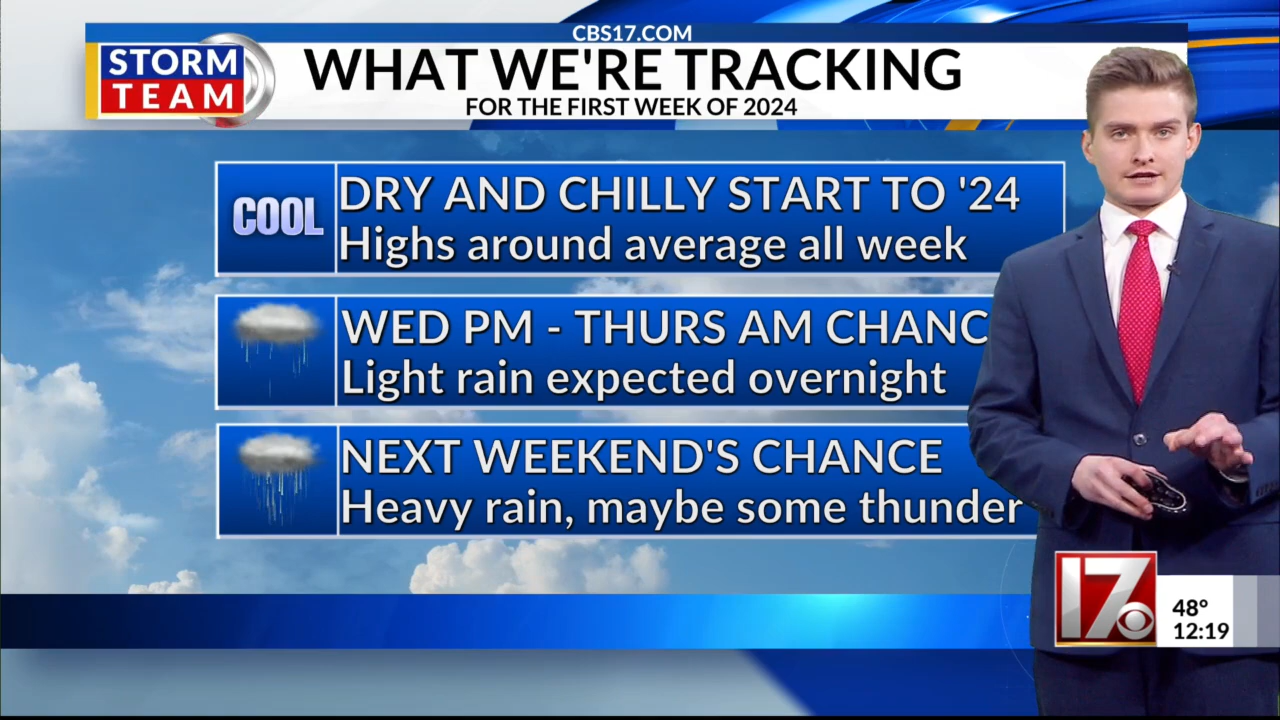 CBS17.COM
STORM
TEAM
WHAT WE'RE TRACKING
FOR THE FIRST WEEK OF 2024
COOL
DRY AND CHILLY START TO '24
Highs around average all week
WED PM - THURS AM CHANC
Light rain expected overnight
NEXT WEEKEND'S CHANCE
Heavy rain, maybe some thunder
17
48°
12:19